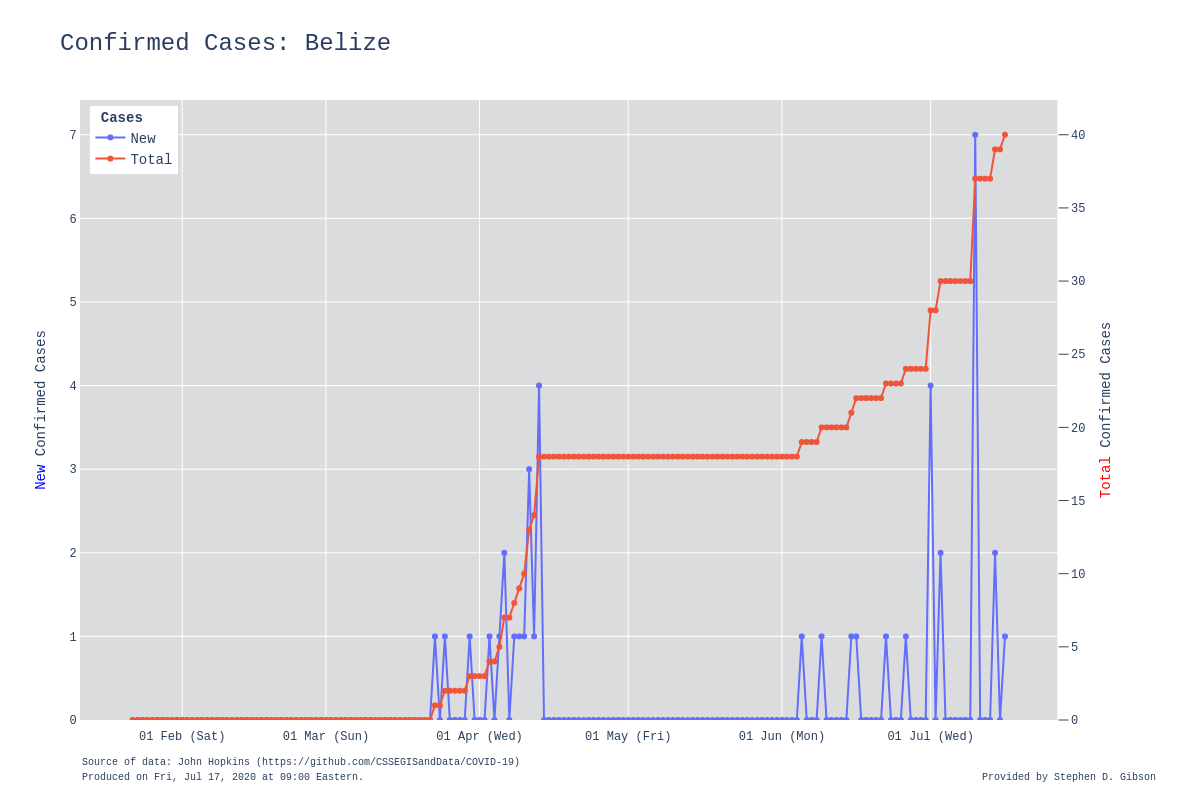 Confirmed Cases: Belize
Cases
New
Total
7
6
5
4
3
2
1
0
New Confirmed Cases
40
35
30
25
20
15
10
5
0
Total Confirmed Cases
01 Feb (Sat)
01 Mar (Sun)
01 Apr (Wed)
01 May (Fri)
01 Jun (Mon)
01 Jul (Wed)
Source of data: John Hopkins (https://github.com/CSSEGISandData/COVID-19)
Produced on Fri, Jul 17, 2020 at 09:00 Eastern.
Provided by Stephen D. Gibson